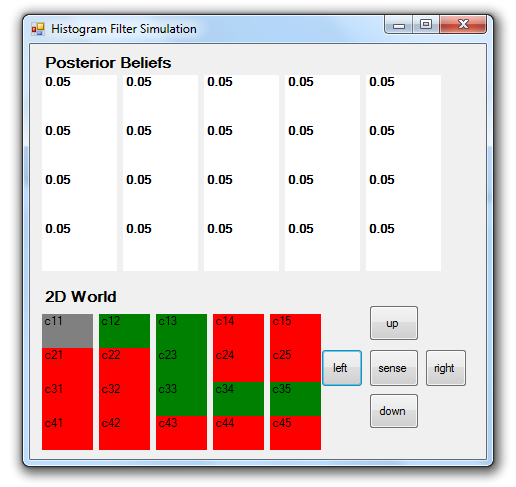 Histogram Filter Simulation
Posterior Beliefs
0.05 0.05 0.05 0.05 0.05
0.05 0.05 0.05 0.05 0.05
0.05 0.05 0.05 0.05 0.05
0.05 0.05 0.05 0.05 0.05
2D World
c11 c12 c13 c14 c15
c21 c22 c23 c24 c25
c31 c32 c33 c34 c35
c41 c42 c43 c44 c45
up
left sense right
down